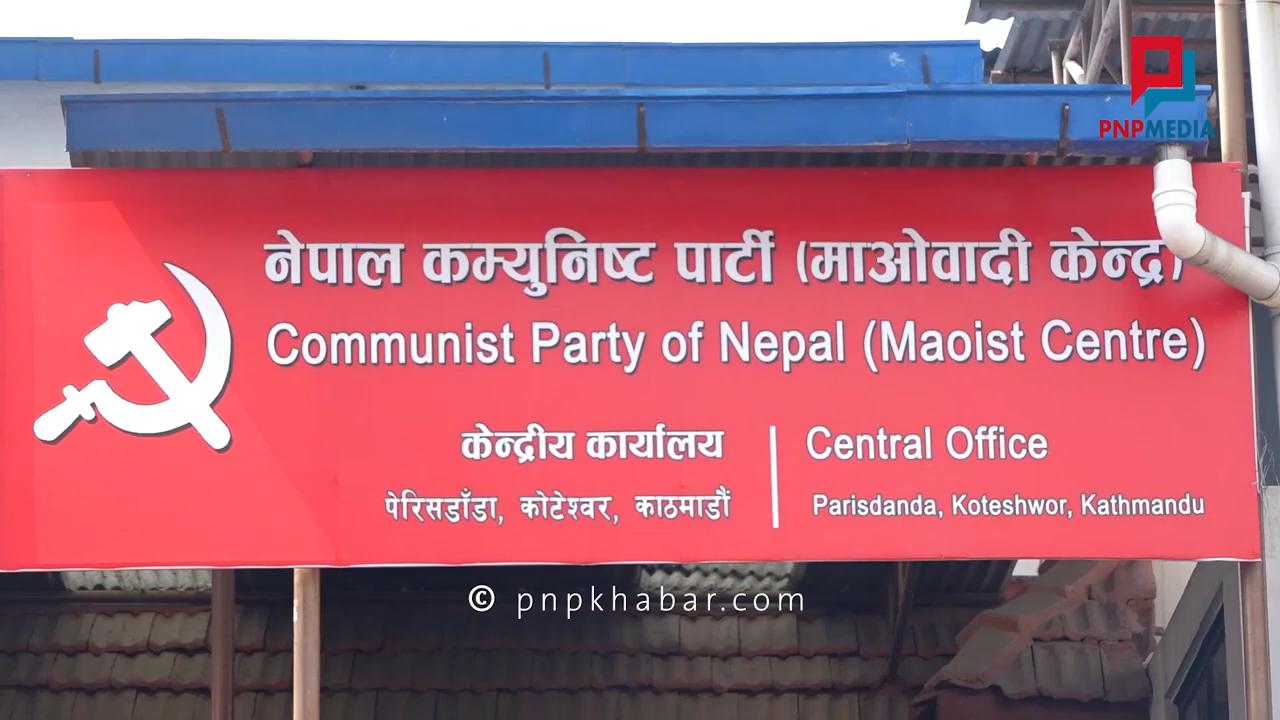 PNPMEDIA
नेपाल कम्युनिष्ट पार्टी (माओवादी केन्द्र)
Communist Party of Nepal (Maoist Centre)
केन्द्रीय कार्यालय
पेरिसडाँडा, कोटेश्वर, काठमाडौं
Central Office
Parisdanda, Koteshwor, Kathmandu
© pnpkhabar.com